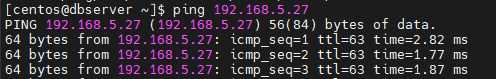 [centos@dbserver ~]$ ping 192.168.5.27
PING 192.168.5.27 (192.168.5.27) 56(84) bytes of data.
64 bytes from 192.168.5.27: icmp_seq=1 ttl=63 time=2.82 ms
64 bytes from 192.168.5.27: icmp_seq=2 ttl=63 time=1.77 ms
64 bytes from 192.168.5.27: icmp_seq=3 ttl=63 time=1.87 ms